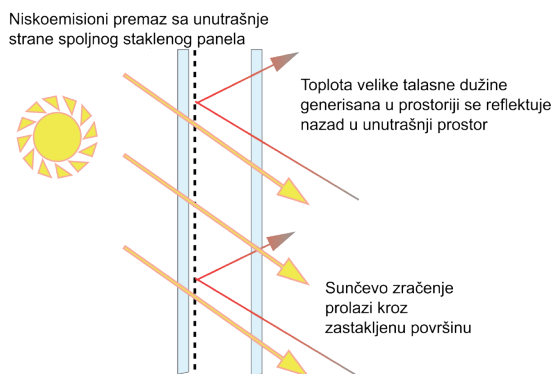 Niskoemisioni premaz sa unutrašnje
strane spoljnog staklenog panela
Toplota velike talasne dužine
generisana u prostoriji se reflektuje
nazad u unutrašnji prostor
Sunčevo zračenje
prolazi kroz
zastakljenu površinu